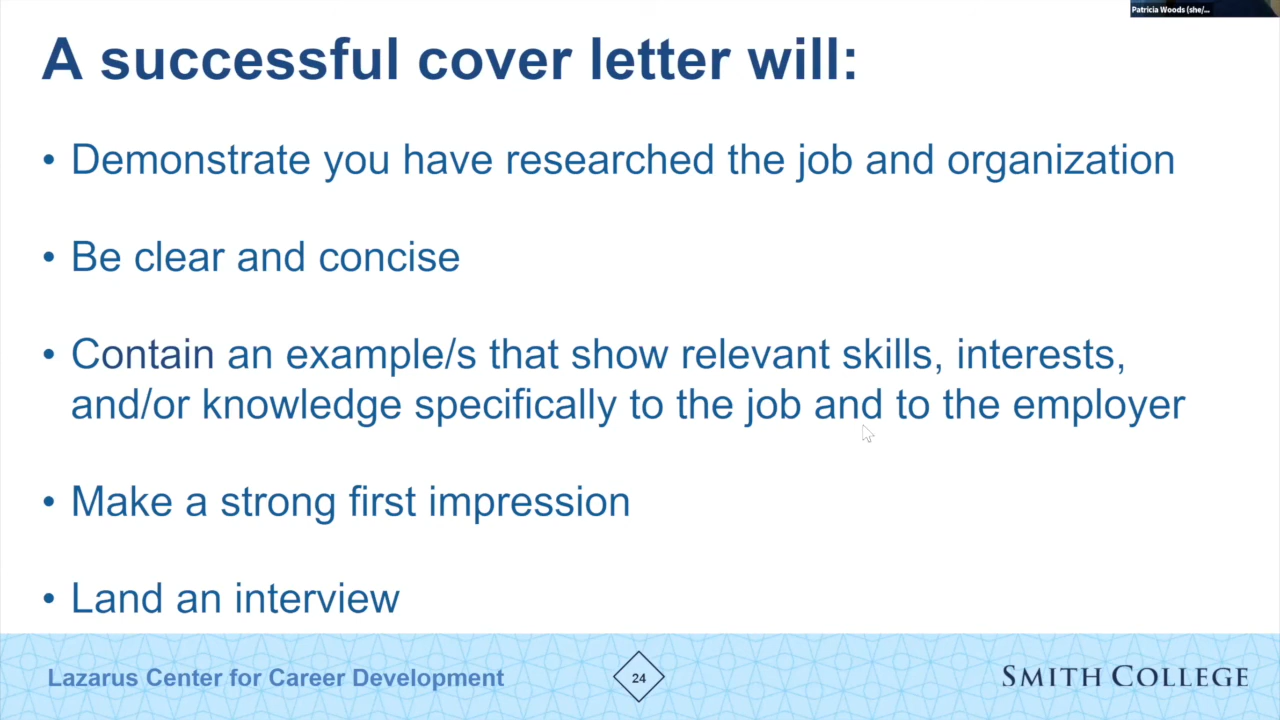 Patricia Woods (she/...
A successful cover letter will:
• Demonstrate you have researched the job and organization
• Be clear and concise
• Contain an example/s that show relevant skills, interests,
and/or knowledge specifically to the job and to the employer
• Make a strong first impression
• Land an interview
Lazarus Center for Career Development
24
SMITH COLLEGE